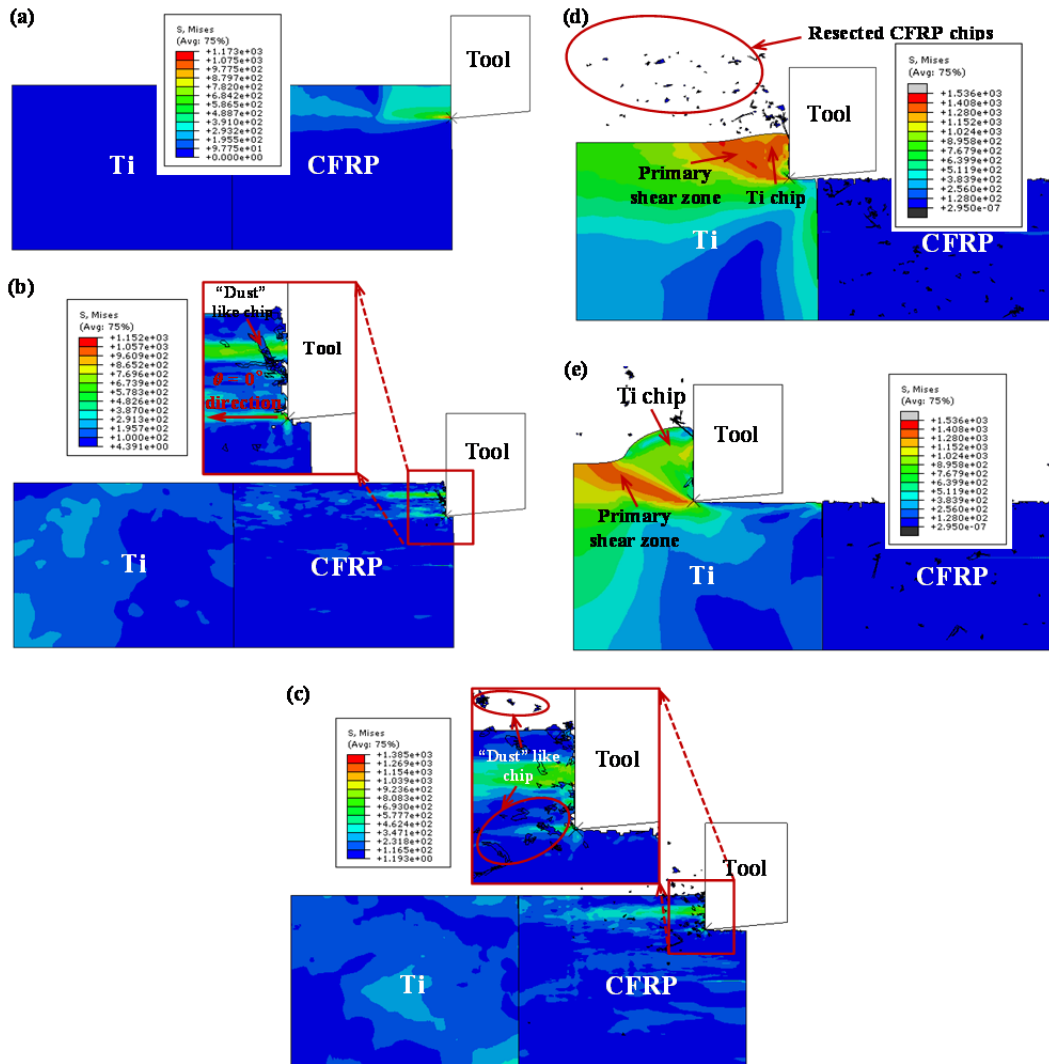 (a)
S, Mises
(Avg: 75%)
+1.173e+03
+1.075e+03
+9.775e+02
+8.797e+02
+7.820e+02
+6.842e+02
+5.865e+02
+4.887e+02
+3.910e+02
+2.932e+02
+1.955e+02
+9.775e+01
+0.000e+00
Tool
Ti
CFRP
(b)
S, Mises
(Avg: 75%)
+1.152e+03
+1.057e+03
+9.609e+02
+8.652e+02
+7.696e+02
+6.739e+02
+5.783e+02
+4.826e+02
+3.870e+02
+2.913e+02
+1.957e+02
+1.000e+02
+4.391e+00
“Dust”
like chip
Tool
direction
Tool
Ti
CFRP
(c)
S, Mises
(Avg: 75%)
+1.385e+03
+1.269e+03
+1.154e+03
+1.039e+03
+9.236e+02
+8.083e+02
+6.930e+02
+5.777e+02
+4.624e+02
+3.471e+02
+2.318e+02
+1.165e+02
+1.193e+00
“Dust” like
chip
Tool
Tool
Ti
CFRP
(d)
Resected CFRP chips
S, Mises
(Avg: 75%)
+1.536e+03
+1.408e+03
+1.280e+03
+1.152e+03
+1.024e+03
+8.958e+02
+7.679e+02
+6.399e+02
+5.119e+02
+3.839e+02
+2.560e+02
+1.280e+02
+2.950e-07
Tool
Primary
shear zone
Ti chip
Ti
CFRP
(e)
Ti chip
Tool
S, Mises
(Avg: 75%)
+1.536e+03
+1.408e+03
+1.280e+03
+1.152e+03
+1.024e+03
+8.958e+02
+7.679e+02
+6.399e+02
+5.119e+02
+3.839e+02
+2.560e+02
+1.280e+02
+2.950e-07
Primary
shear zone
Ti
CFRP